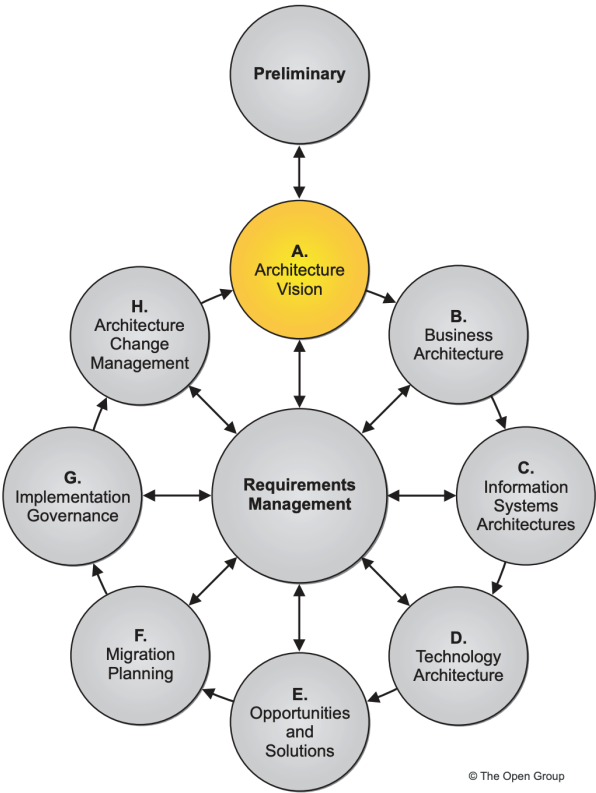 Preliminary
A.
Architecture
Vision
H.
Architecture
Change
Management
B.
Business
Architecture
G.
Implementation
Governance
Requirements
Management
C.
Information
Systems
Architectures
F.
Migration
Planning
D.
Technology
Architecture
E.
Opportunities
and
Solutions
© The Open Group